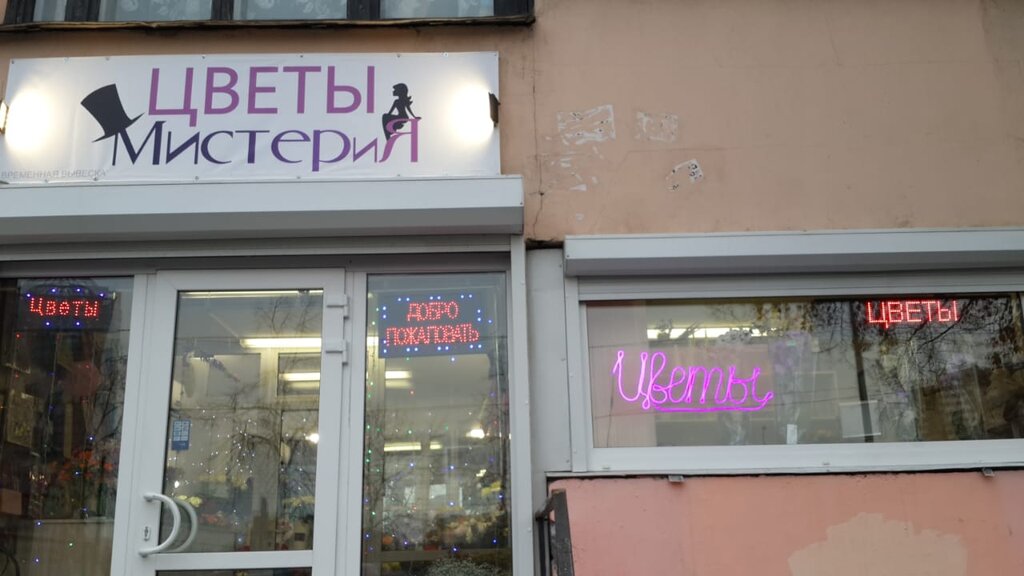 ЦВЕТЫ
МистериЯ
ВРЕМЕННАЯ ВЫВЕСКА
Цветы
ДОБРО
ПОЖАЛОВАТЬ
Цветы
ЦВЕТЫ